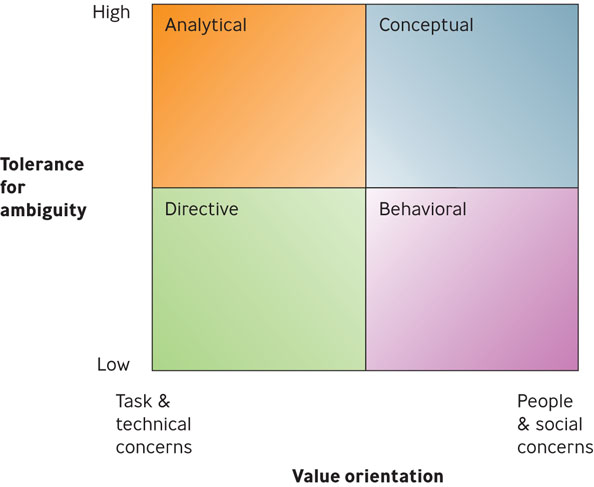 High
Analytical
Conceptual
Tolerance
for
ambiguity
Directive
Behavioral
Low
Task &
technical
concerns
People
& social
concerns
Value orientation